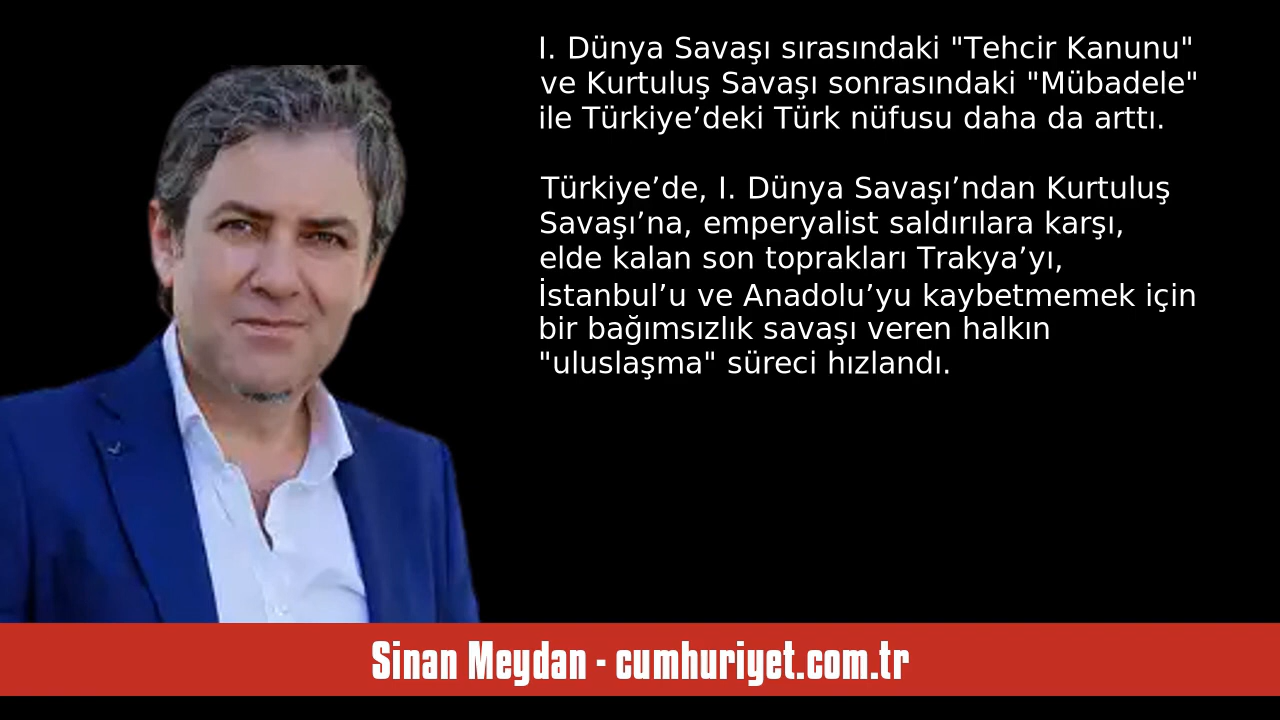 I. Dünya Savaşı sırasındaki "Tehcir Kanunu"
ve Kurtuluş Savaşı sonrasındaki "Mübadele"
ile Türkiye’deki Türk nüfusu daha da arttı.
Türkiye’de, I. Dünya Savaşı’ndan Kurtuluş
Savaşı’na, emperyalist saldırılara karşı,
elde kalan son toprakları Trakya’yı,
İstanbul’u ve Anadolu’yu kaybetmemek için
bir bağımsızlık savaşı veren halkın
"uluslaşma" süreci hızlandı.
Sinan Meydan - cumhuriyet.com.tr